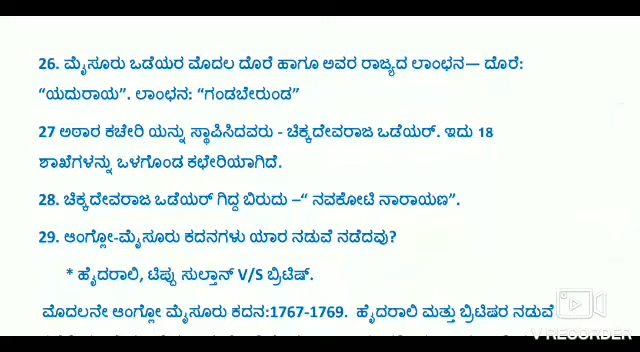 26. ಮೈಸೂರು ಒಡೆಯರ ಮೊದಲ ದೊರೆ ಹಾಗೂ ಅವರ ರಾಜ್ಯದ ಲಾಂಛನ— ದೊರೆ:
“ಯದುರಾಯ”. ಲಾಂಛನ: “ಗಂಡಬೇರುಂಡ”
27 ಅಠಾರ ಕಚೇರಿ ಯನ್ನು ಸ್ಥಾಪಿಸಿದವರು - ಚಿಕ್ಕದೇವರಾಜ ಒಡೆಯರ್. ಇದು 18
ಶಾಖೆಗಳನ್ನು ಒಳಗೊಂಡ ಕಛೇರಿಯಾಗಿದೆ.
28. ಚಿಕ್ಕದೇವರಾಜ ಒಡೆಯರ್ ಗಿದ್ದ ಬಿರುದು –“ ನವಕೋಟಿ ನಾರಾಯಣ”.
29. ಆಂಗ್ಲೋ-ಮೈಸೂರು ಕದನಗಳು ಯಾರ ನಡುವೆ ನಡೆದವು?
* ಹೈದರಾಲಿ, ಟಿಪ್ಪು ಸುಲ್ತಾನ್ V/S ಬ್ರಿಟಿಷ್.
ಮೊದಲನೇ ಆಂಗ್ಲೋ ಮೈಸೂರು ಕದನ:1767-1769. ಹೈದರಾಲಿ ಮತ್ತು ಬ್ರಿಟಿಷರ ನಡುವೆ
V RECORDER